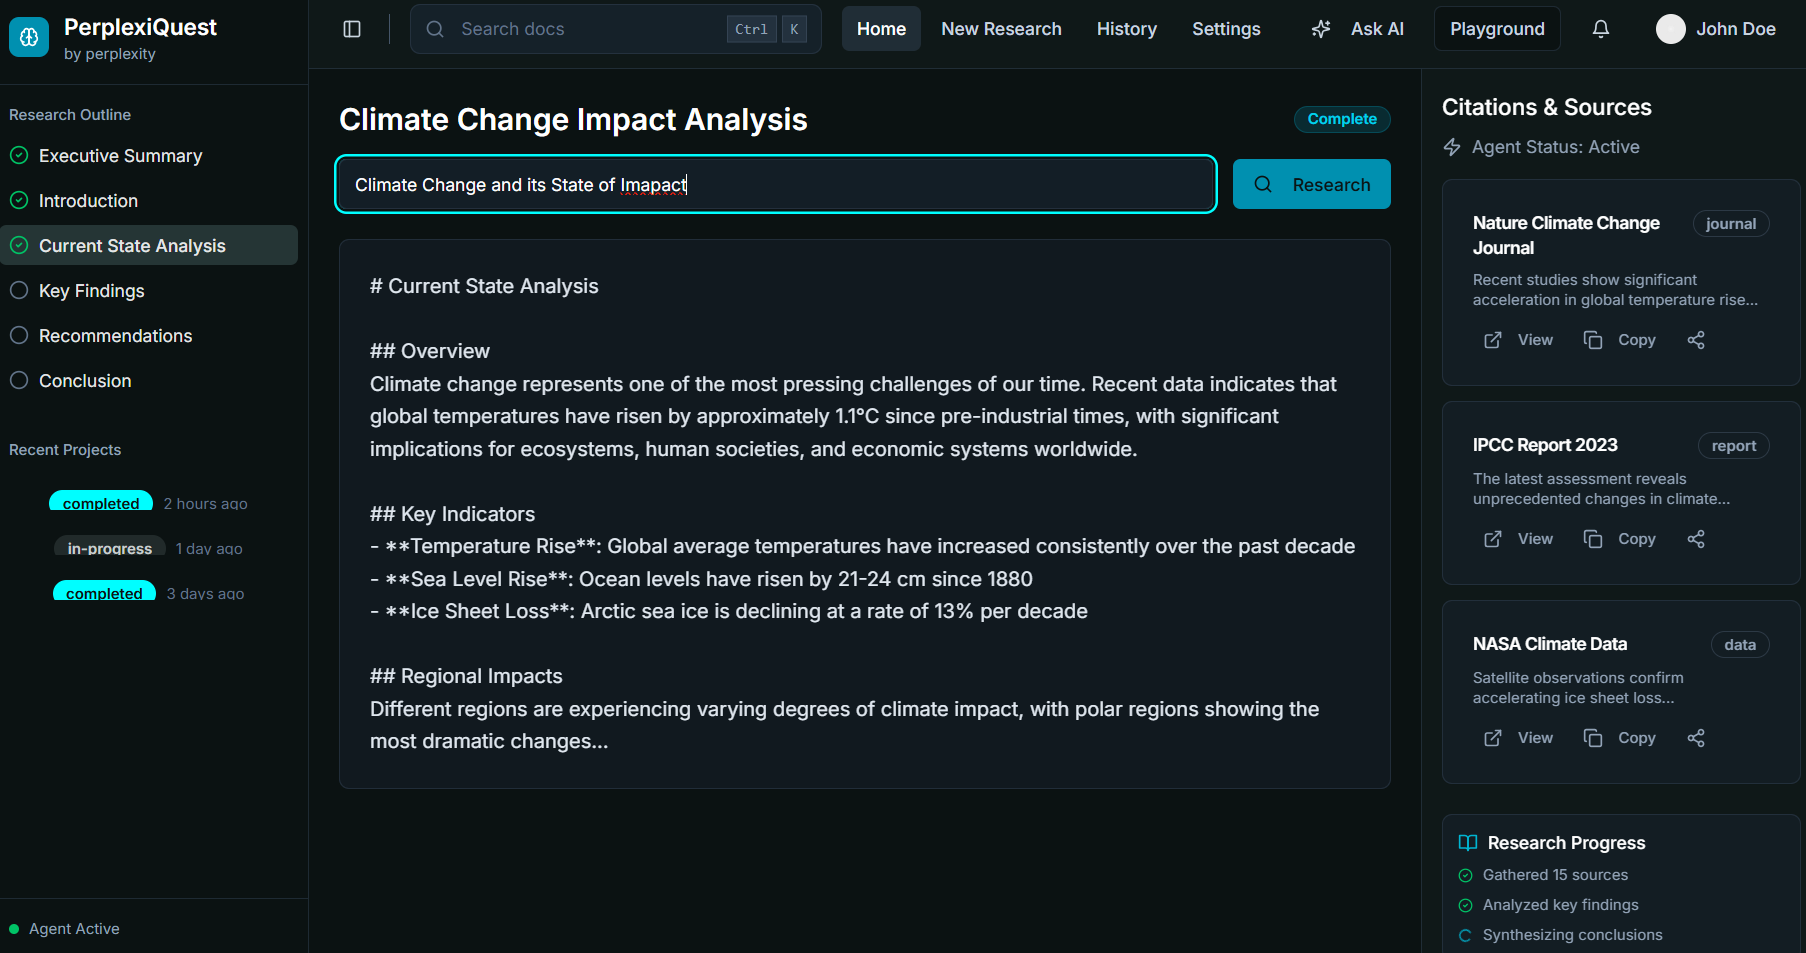 PerplexiQuest
by perplexity
Research Outline
Executive Summary
Introduction
Current State Analysis
Key Findings
Recommendations
Conclusion
Recent Projects
completed 2 hours ago
in-progress 1 day ago
completed 3 days ago
Agent Active
Search docs Ctrl K Home New Research History Settings Ask AI Playground John Doe
Climate Change Impact Analysis
Complete
Climate Change and its State of Imapact
Research
# Current State Analysis
## Overview
Climate change represents one of the most pressing challenges of our time. Recent data indicates that
global temperatures have risen by approximately 1.1°C since pre-industrial times, with significant
implications for ecosystems, human societies, and economic systems worldwide.
## Key Indicators
- **Temperature Rise**: Global average temperatures have increased consistently over the past decade
- **Sea Level Rise**: Ocean levels have risen by 21-24 cm since 1880
- **Ice Sheet Loss**: Arctic sea ice is declining at a rate of 13% per decade
## Regional Impacts
Different regions are experiencing varying degrees of climate impact, with polar regions showing the
most dramatic changes...
Citations & Sources
Agent Status: Active
Nature Climate Change
Journal
journal
Recent studies show significant
acceleration in global temperature rise...
View Copy
IPCC Report 2023
report
The latest assessment reveals
unprecedented changes in climate...
View Copy
NASA Climate Data
data
Satellite observations confirm
accelerating ice sheet loss...
View Copy
Research Progress
Gathered 15 sources
Analyzed key findings
Synthesizing conclusions